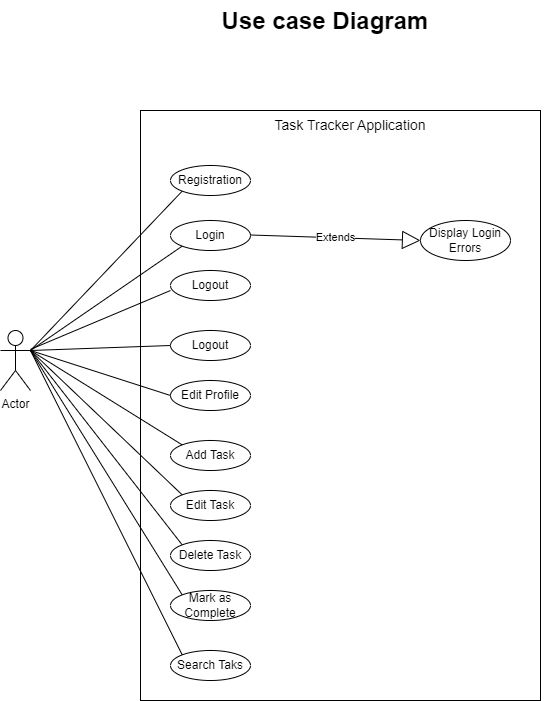 Use case Diagram
Task Tracker Application
Registration
Login
Extends
Display Login
Errors
Logout
Logout
Actor
Edit Profile
Add Task
Edit Task
Delete Task
Mark as
Complete
Search Taks